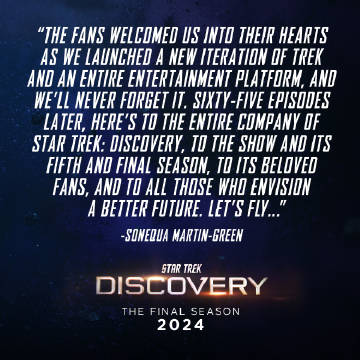 “THE FANS WELCOMED US INTO THEIR HEARTS
AS WE LAUNCHED A NEW ITERATION OF TREK
AND AN ENTIRE ENTERTAINMENT PLATFORM, AND
WE’LL NEVER FORGET IT. SIXTY-FIVE EPISODES
LATER, HERE’S TO THE ENTIRE COMPANY OF
STAR TREK: DISCOVERY, TO THE SHOW AND ITS
FIFTH AND FINAL SEASON, TO ITS BELOVED
FANS, AND TO ALL THOSE WHO ENVISION
A BETTER FUTURE. LET’S FLY...”
-SONEQUA MARTIN-GREEN
STAR TREK
DISCOVERY
THE FINAL SEASON
2024